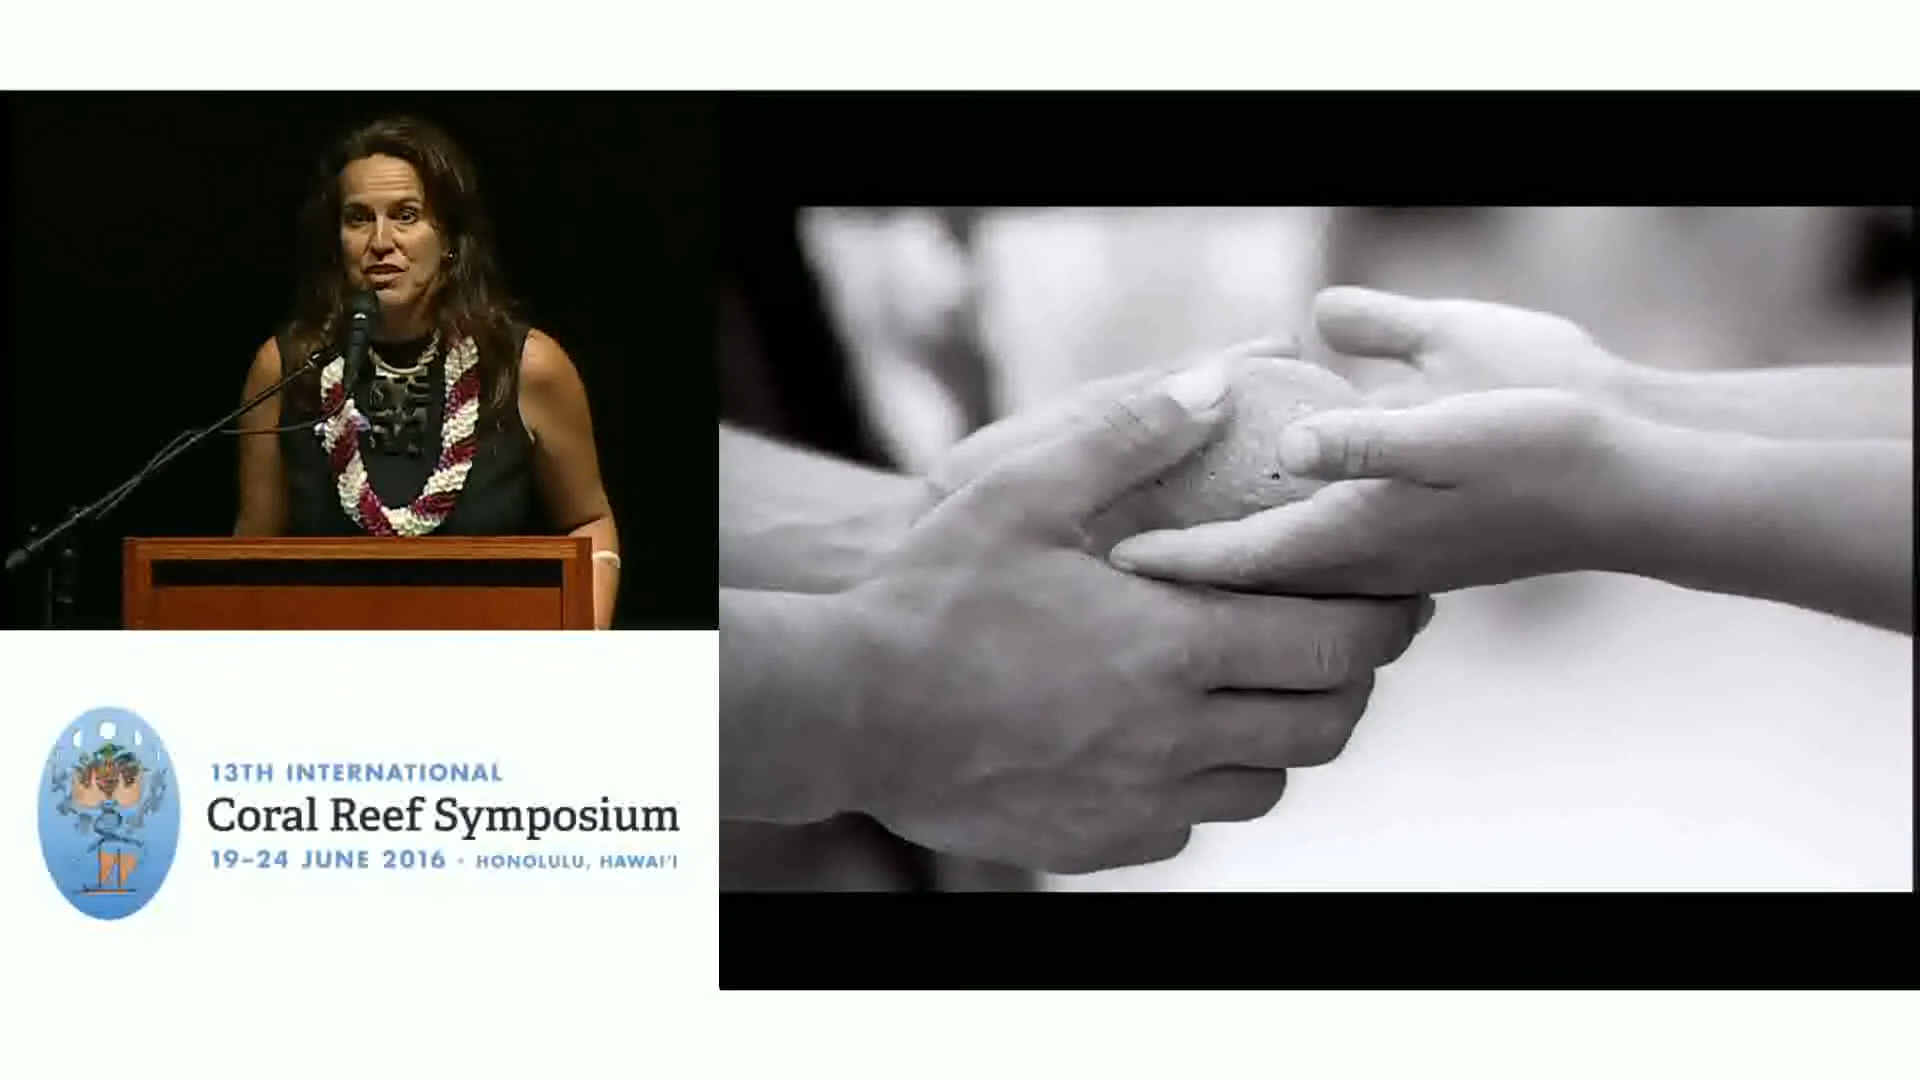 13TH INTERNATIONAL
Coral Reef Symposium
19–24 JUNE 2016 • HONOLULU, HAWAI'I